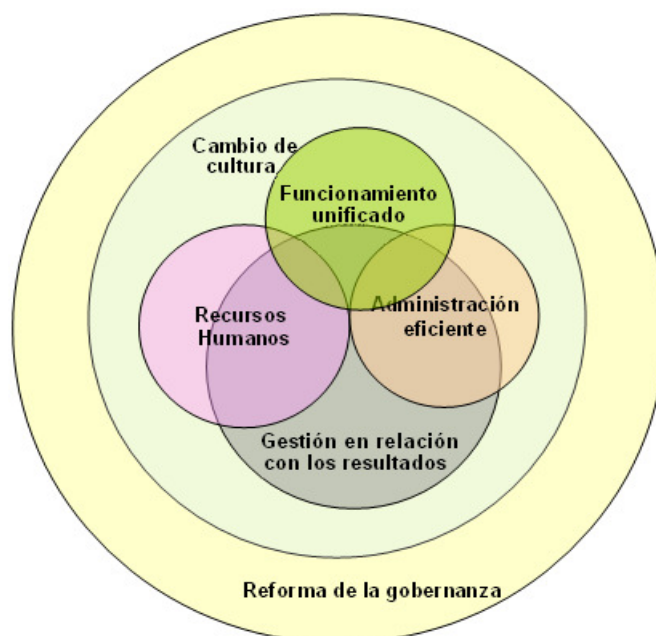 Cambio de
cultura
Funcionamiento
unificado
Recursos
Humanos
Administración
eficiente
Gestión en relación
con los resultados
Reforma de la gobernanza